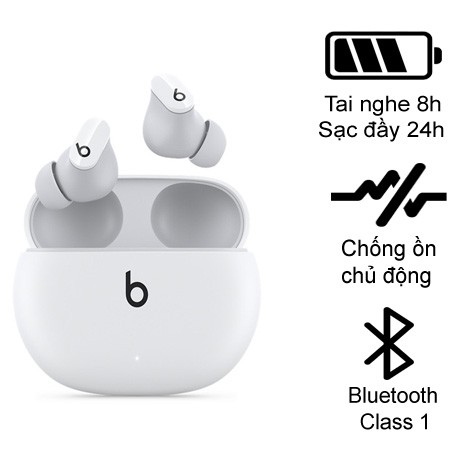 Tai nghe 8h
Sạc đầy 24h
Chống ồn
chủ động
Bluetooth
Class 1
b
b
b